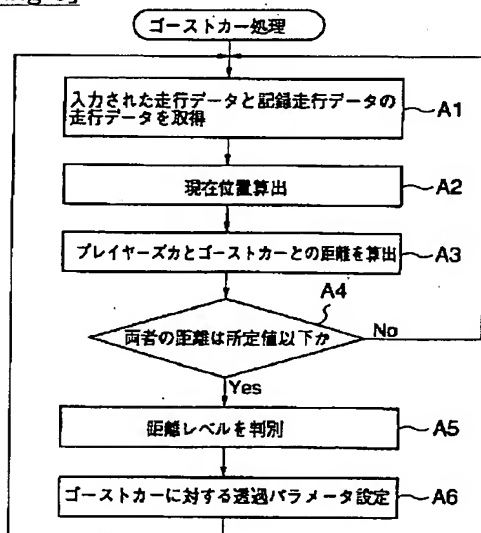 ゴーストカー処理
入力された走行データと記録走行データの
走行データを取得
A1
現在位置算出
A2
プレイヤーズカとゴーストカーとの距離を算出
A3
A4
両者の距離は所定値以下か
No
Yes
距離レベルを判別
A5
ゴーストカーに対する透過パラメータ設定
A6